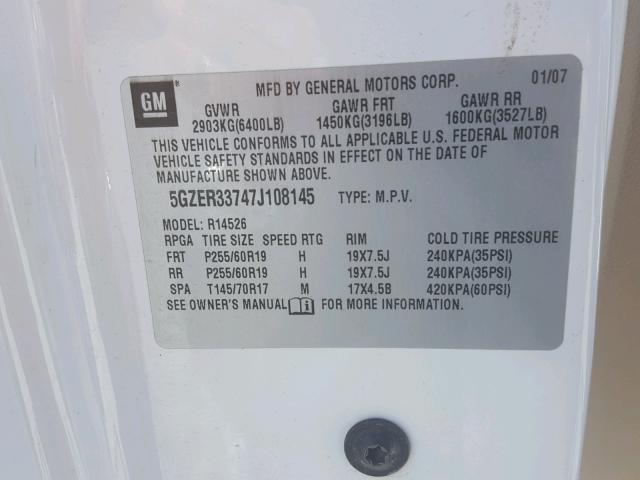 GM ®
MFD BY GENERAL MOTORS CORP. 01/07
GVWR GAWR FRT GAWR RR
2903KG(6400LB) 1450KG(3196LB) 1600KG(3527LB)
THIS VEHICLE CONFORMS TO ALL APPLICABLE U.S. FEDERAL MOTOR
VEHICLE SAFETY STANDARDS IN EFFECT ON THE DATE OF
MANUFACTURE SHOWN ABOVE.
5GZER33747J108145 TYPE: M.P.V.
MODEL: R14526
RPGA TIRE SIZE SPEED RTG RIM COLD TIRE PRESSURE
FRT P255/60R19 H 19X7.5J 240KPA(35PSI)
RR P255/60R19 H 19X7.5J 240KPA(35PSI)
SPA T145/70R17 M 17X4.5B 420KPA(60PSI)
SEE OWNER'S MANUAL FOR MORE INFORMATION.